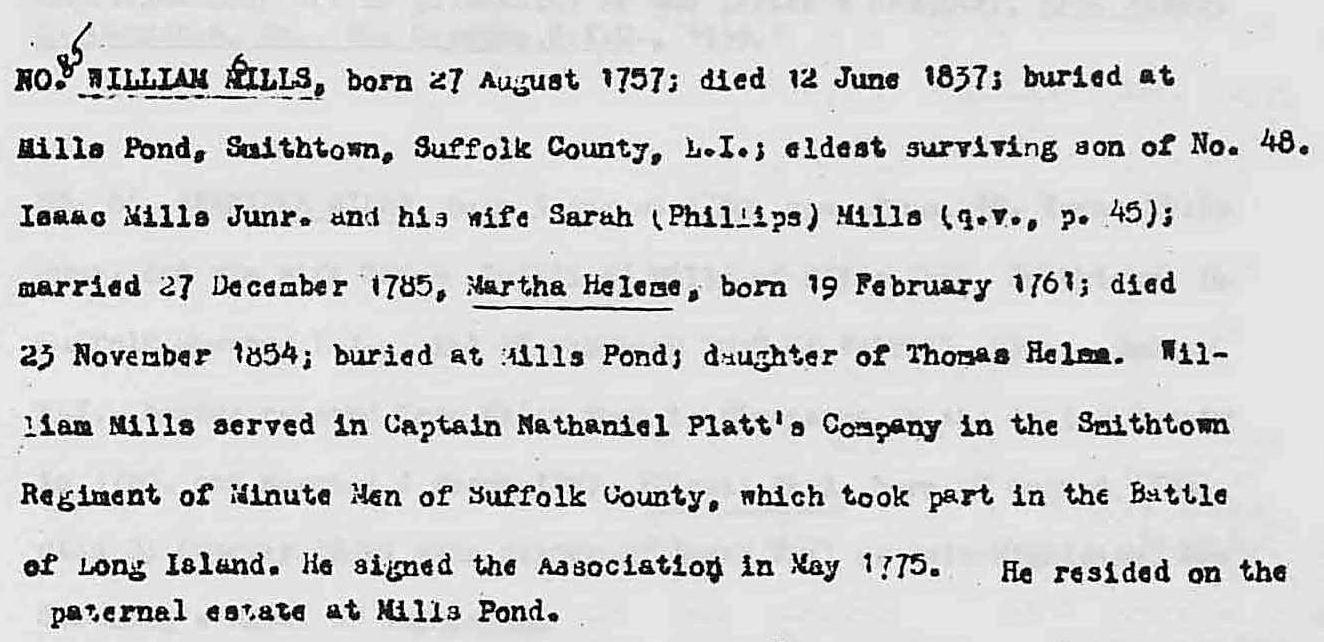 NO. 85 WILLIAM MILLS, born 27 August 1757; died 12 June 1837; buried at
Mills Pond, Smithtown, Suffolk County, L.I.; eldest surviving son of No. 48.
Isaac Mills Junr. and his wife Sarah (Phillips) Mills (q.v., p. 45);
married 27 December 1785, Martha Heleme, born 19 February 1761; died
23 November 1854; buried at Mills Pond; daughter of Thomas Helme. Wil-
liam Mills served in Captain Nathaniel Platt's Company in the Smithtown
Regiment of Minute Men of Suffolk County, which took part in the Battle
of Long Island. He signed the Association in May 1775. He resided on the
paternal estate at Mills Pond.